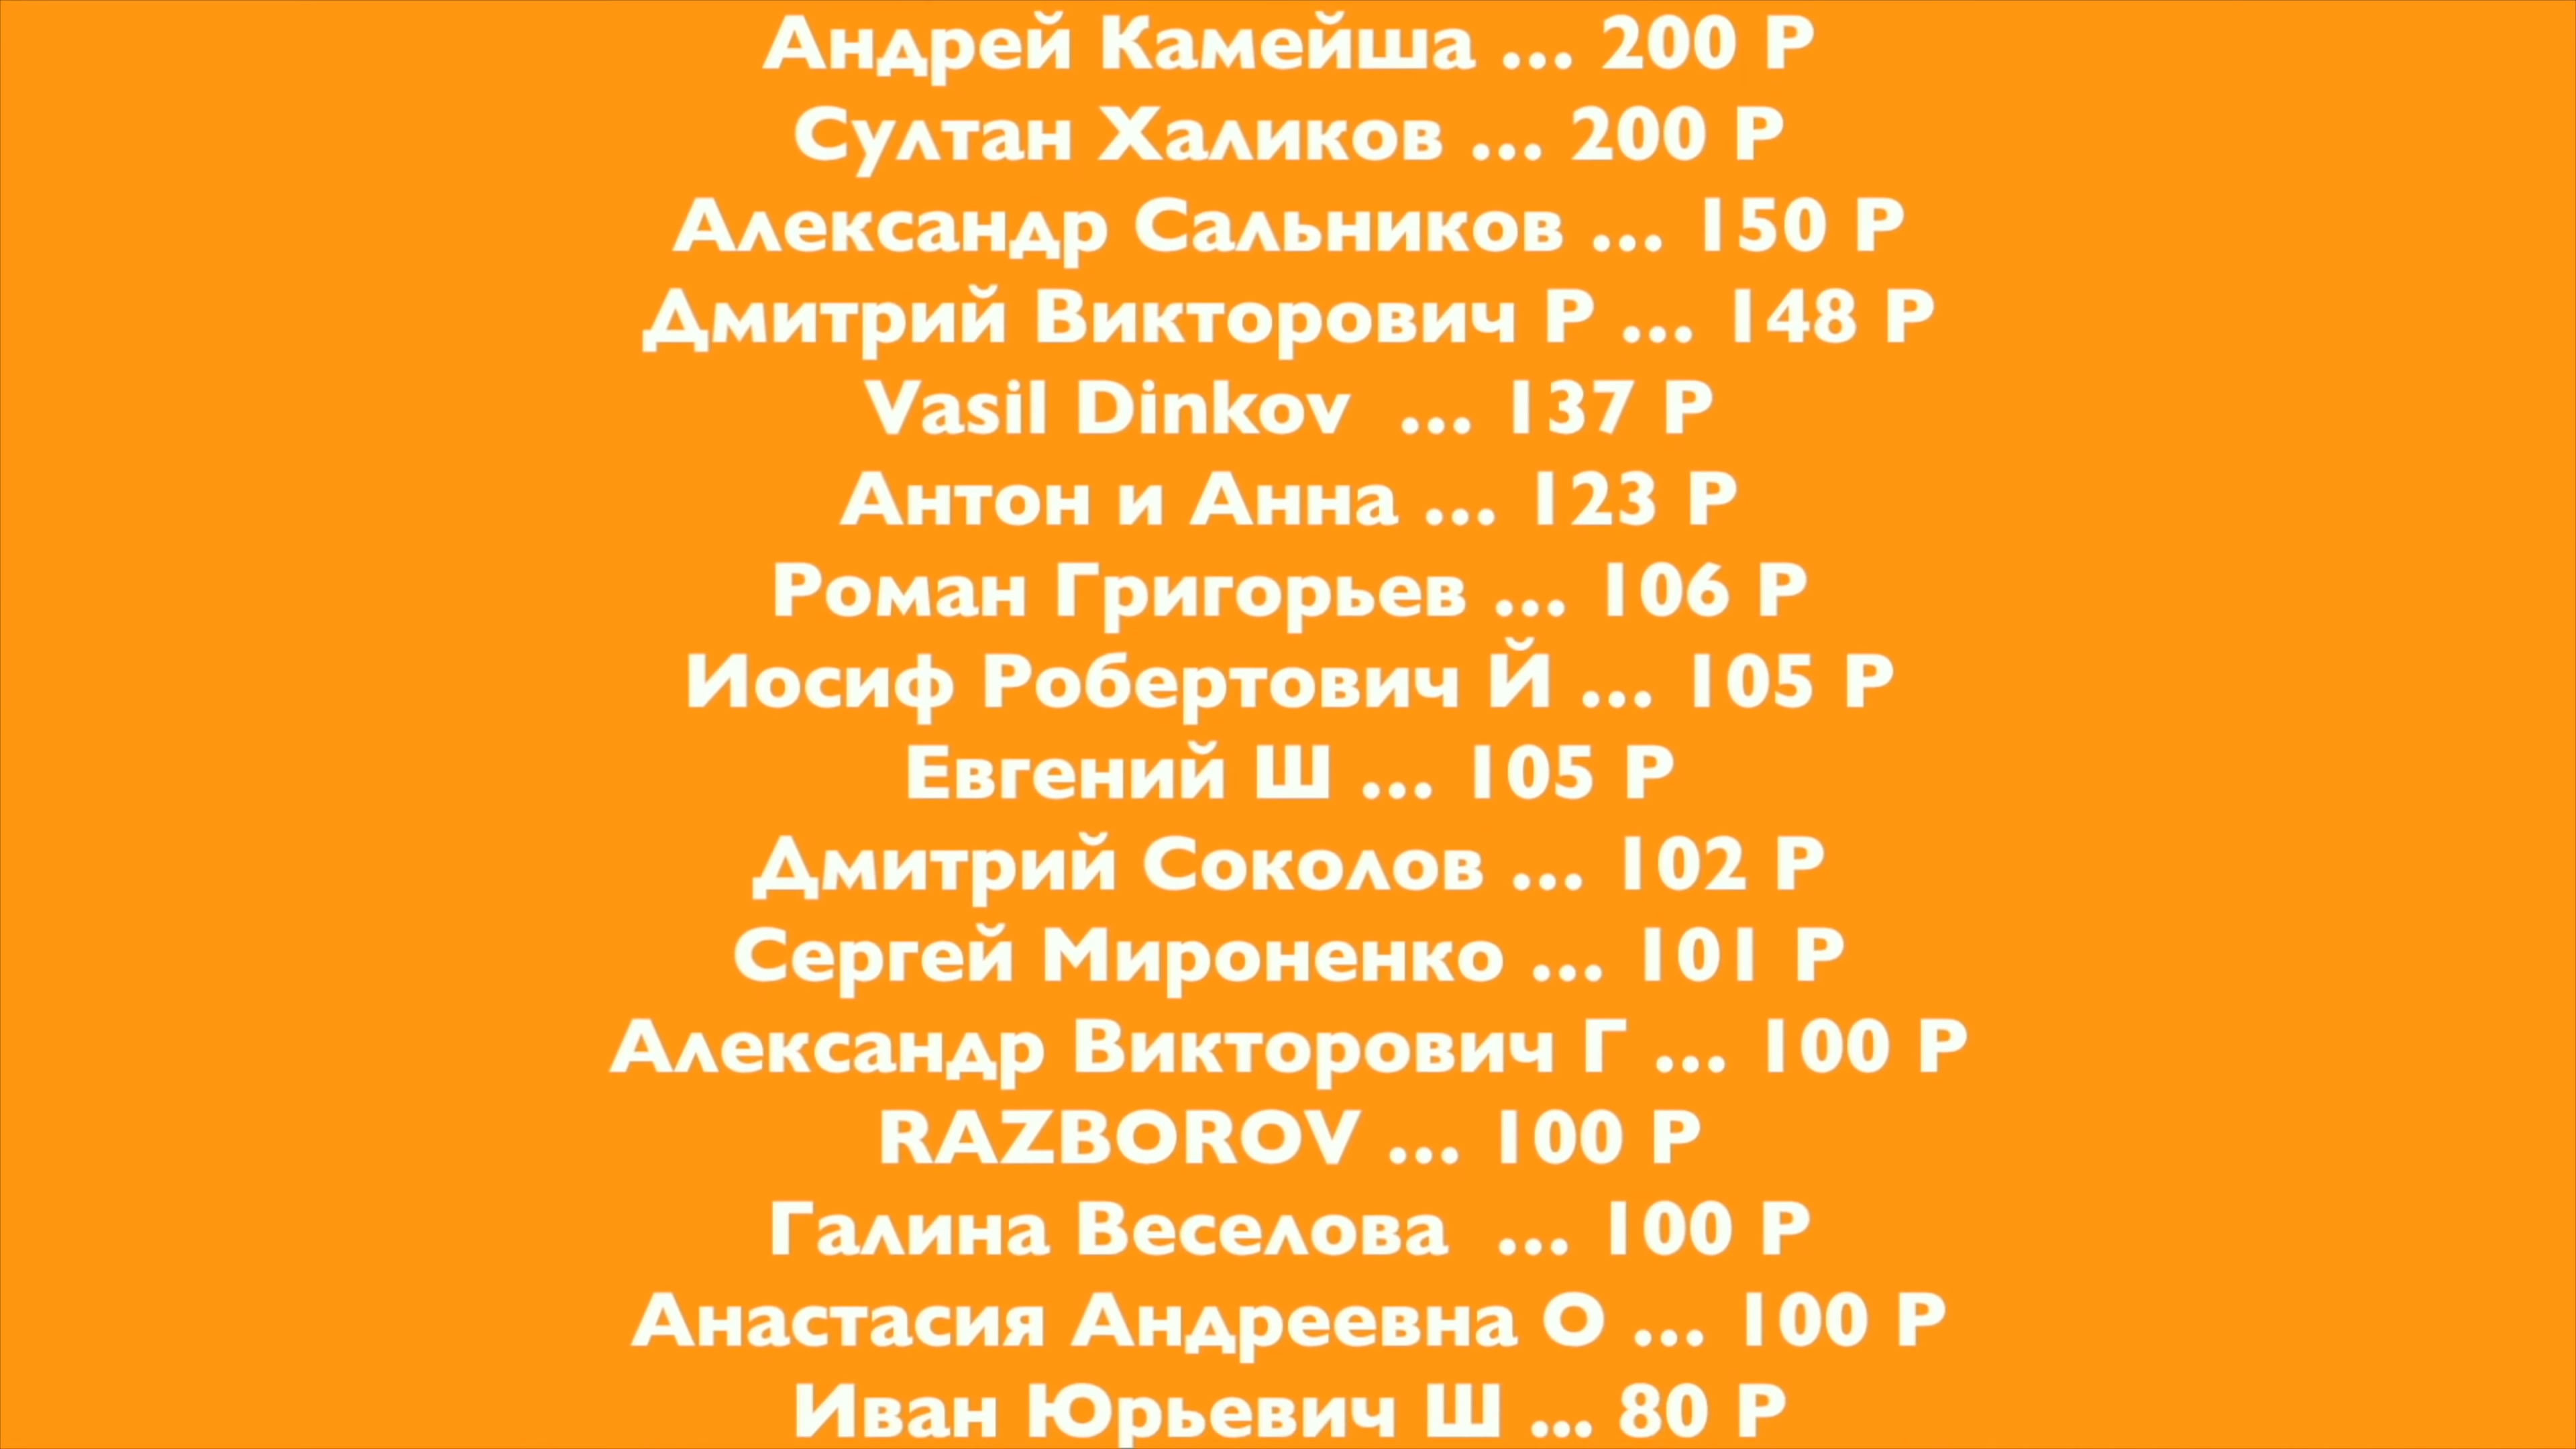 Андрей Камейша ... 200 Р
Султан Халиков ... 200 Р
Александр Сальников ... 150 Р
Дмитрий Викторович Р ... 148 Р
Vasil Dinkov  ... 137 Р
Антон и Анна ... 123 Р
Роман Григорьев ... 106 Р
Иосиф Робертович Й ... 105 Р
Евгений Ш ... 105 Р
Дмитрий Соколов ... 102 Р
Сергей Мироненко ... 101 Р
Александр Викторович Г ... 100 Р
RAZBOROV ... 100 Р
Галина Веселова  ... 100 Р
Анастасия Андреевна О ... 100 Р
Иван Юрьевич Ш ... 80 Р